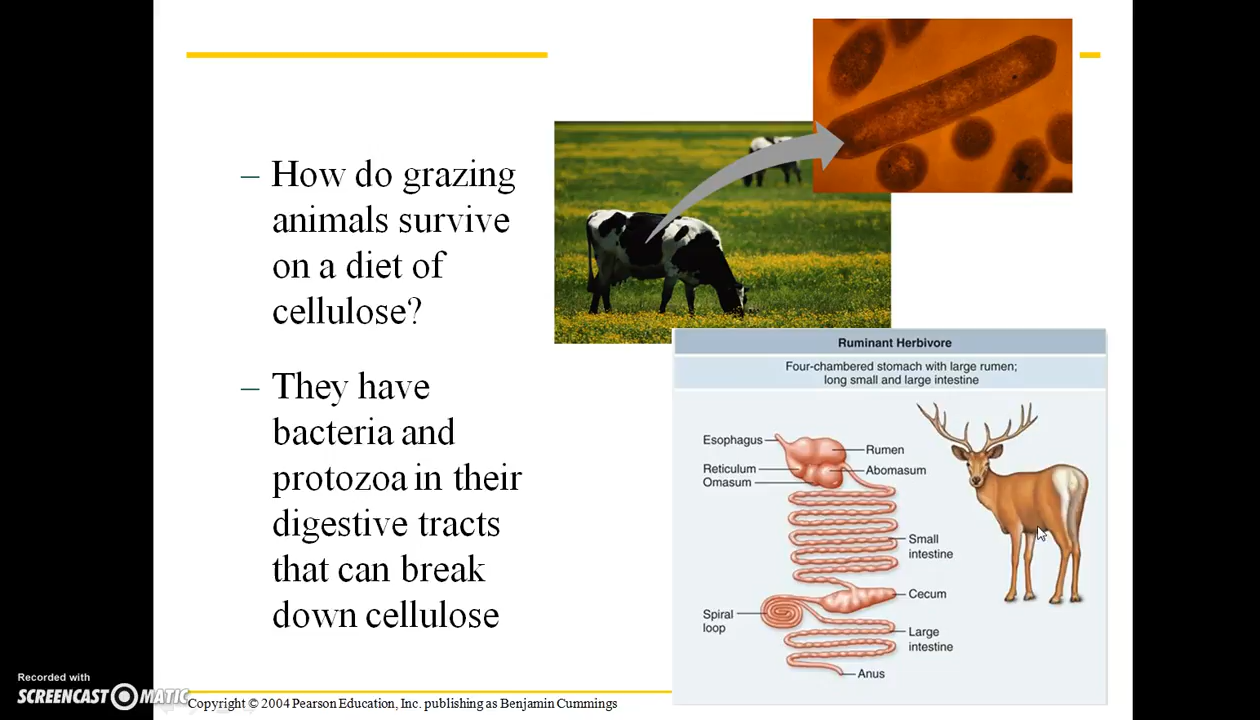 – How do grazing
animals survive
on a diet of
cellulose?
– They have
bacteria and
protozoa in their
digestive tracts
that can break
down cellulose
Ruminant Herbivore
Four-chambered stomach with large rumen;
long small and large intestine
Esophagus
Rumen
Reticulum
Abomasum
Omasum
Small
intestine
Cecum
Spiral
loop
Large
intestine
Anus
Recorded with
SCREENCAST MATIC
Copyright © 2004 Pearson Education, Inc. publishing as Benjamin Cummings